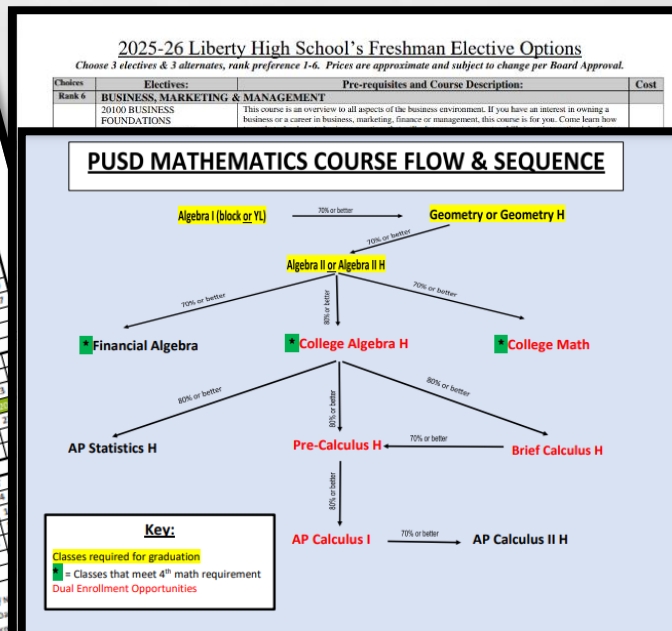 2025-26 Liberty High School's Freshman Elective Options
Choose 3 electives & 3 alternates, rank preference 1-6. Prices are approximate and subject to change per Board Approval.
Choices Electives: Pre-requisites and Course Description: Cost
Rank 6 BUSINESS, MARKETING & MANAGEMENT
20100 BUSINESS This course is an overview to all aspects of the business environment. If you have an interest in owning a
FOUNDATIONS business or a career in business, marketing, finance or management, this course is for you. Come learn how
PUSD MATHEMATICS COURSE FLOW & SEQUENCE
Algebra I (block or YL) 70% or better Geometry or Geometry H
70% or better
Algebra II or Algebra II H
70% or better 80% or better 70% or better
*Financial Algebra *College Algebra H *College Math
80% or better 80% or better 80% or better
AP Statistics H Pre-Calculus H 70% or better Brief Calculus H
80% or better
AP Calculus I 70% or better AP Calculus II H
Key:
Classes required for graduation
* = Classes that meet 4th math requirement
Dual Enrollment Opportunities